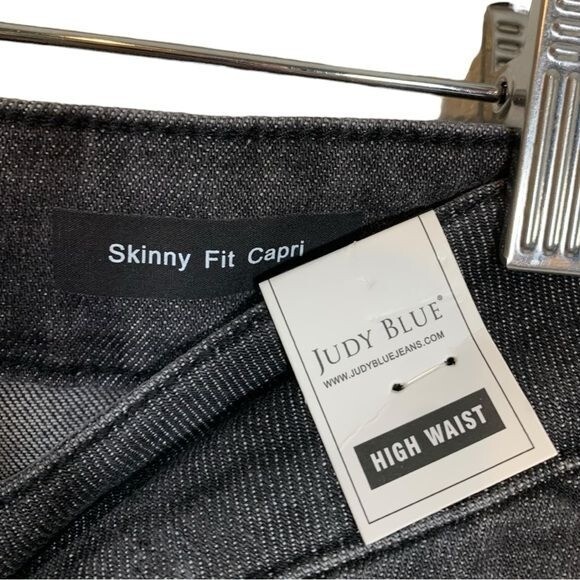 Skinny Fit Capri
JUDY BLUE®
WWW.JUDYBLUEJEANS.COM
HIGH WAIST